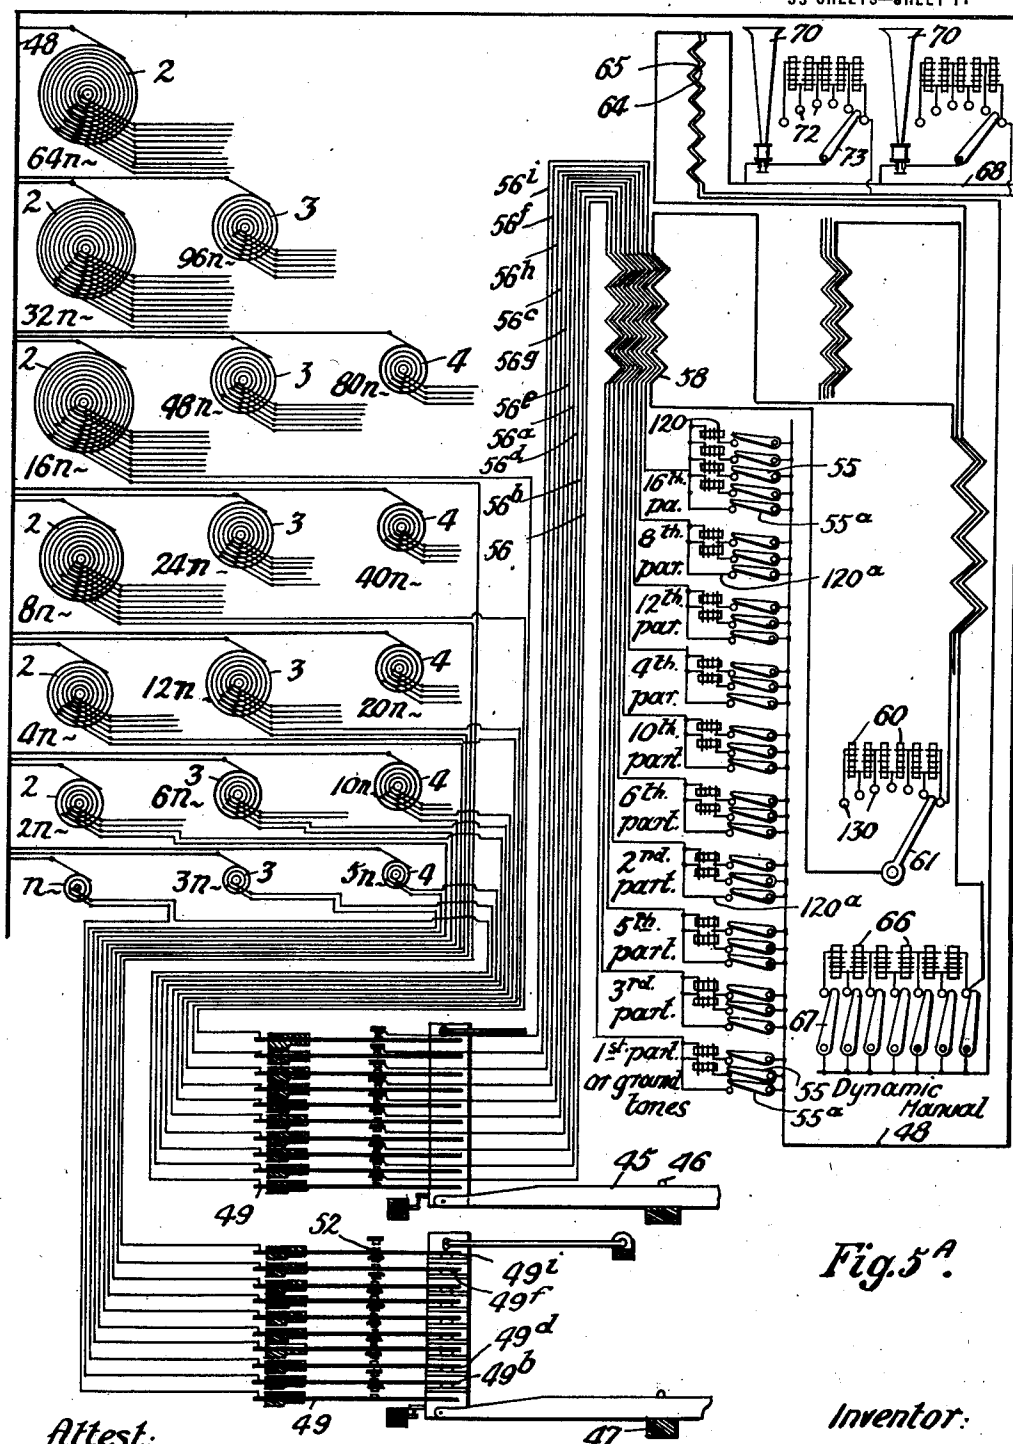 48
2
64n~
65
64
70
70
72
73
68
2
3
96n~
32n~
56i
56f
56h
56c
56g
56e
56a
56d
56b
56
2
3
4
48n~
80n~
16n~
58
120
55
16th. pa.
55a
2
3
4
24n~
40n~
8n~
8th. par.
120a
12th. par.
2
3
4
12n~
20n~
4n~
4th. par.
10th. part.
60
130
61
2
3
4
6n~
10n~
2n~
6th. part.
2nd. part.
120a
n~
3n~
3
5n~
4
5th. part.
66
3rd. part.
67
1st. part.
or ground
tones
55
55a
Dynamic
Manual
48
45
46
49
52
49i
49f
49d
49b
49
47
Fig. 5A.
Attest:
Inventor: